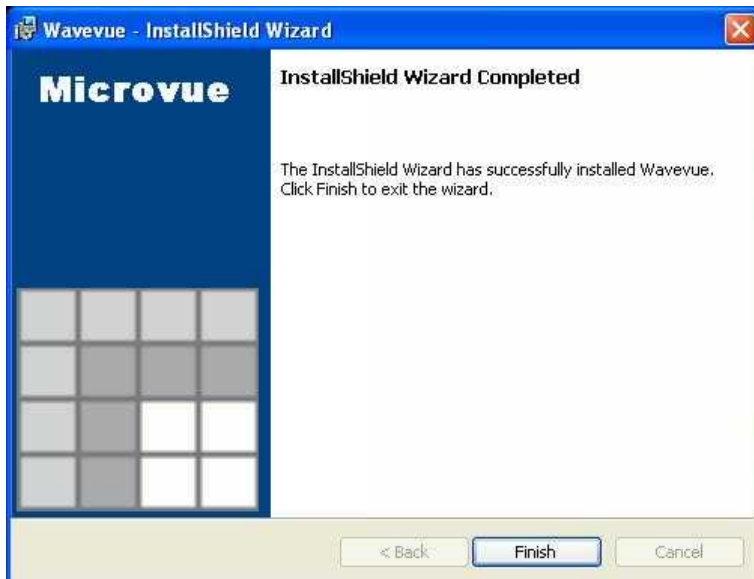 Wavevue - InstallShield Wizard
Microvue
InstallShield Wizard Completed
The InstallShield Wizard has successfully installed Wavevue.
Click Finish to exit the wizard.
< Back
Finish
Cancel